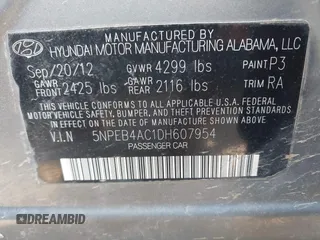 HYUNDAI MOTOR MANUFACTURING ALABAMA, LLC
Sep/20/12 GVWR 4299 lbs PAINT P3
GAWR FRONT 2425 lbs GAWR REAR 2116 lbs TRIM RA
THIS VEHICLE CONFORMS TO ALL APPLICABLE
FEDERAL MOTOR VEHICLE SAFETY, BUMPER, AND
THEFT PREVENTION STANDARDS IN EFFECT ON
THE DATE OF MANUFACTURE SHOWN ABOVE.
V.I.N 5NPEB4AC1DH607954
PASSENGER CAR
DREAMBID